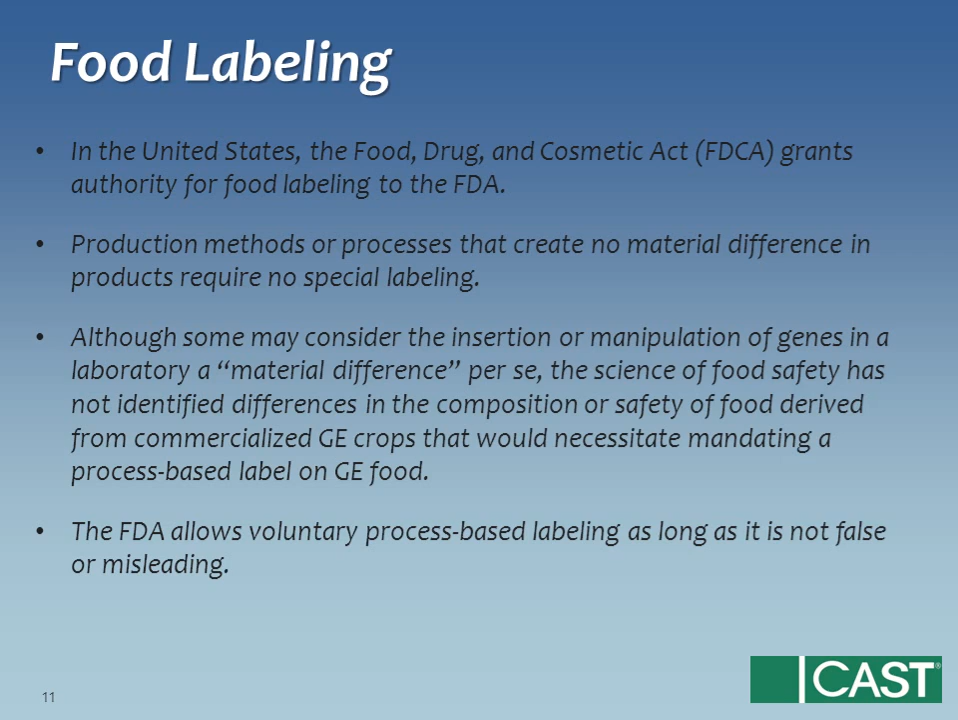 Food Labeling
• In the United States, the Food, Drug, and Cosmetic Act (FDCA) grants
authority for food labeling to the FDA.
• Production methods or processes that create no material difference in
products require no special labeling.
• Although some may consider the insertion or manipulation of genes in a
laboratory a “material difference” per se, the science of food safety has
not identified differences in the composition or safety of food derived
from commercialized GE crops that would necessitate mandating a
process-based label on GE food.
• The FDA allows voluntary process-based labeling as long as it is not false
or misleading.
11
CAST®